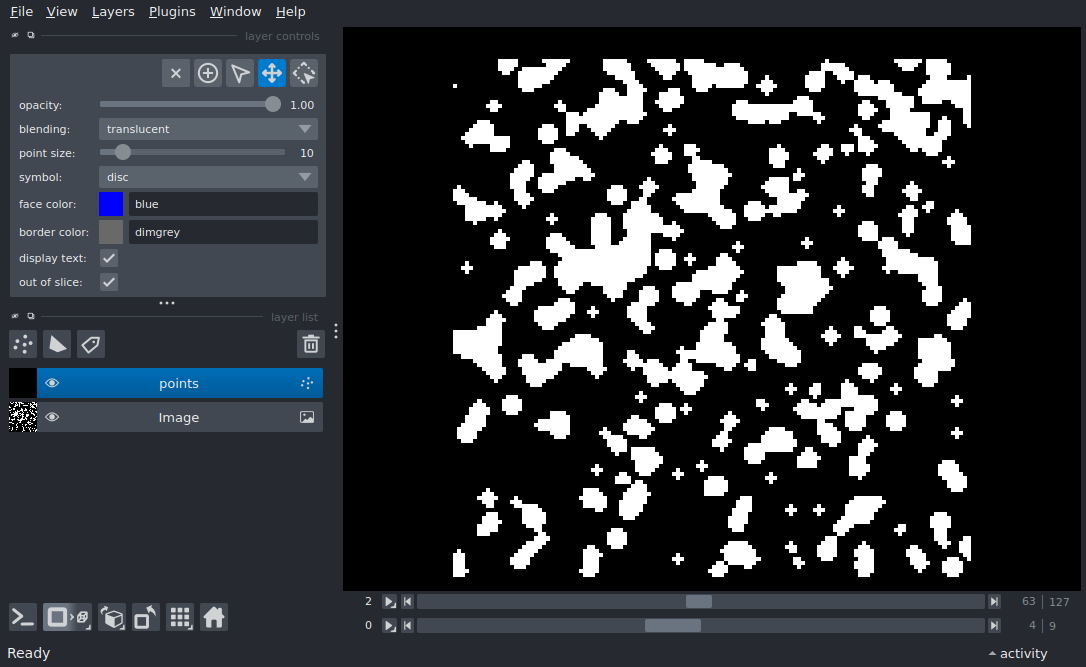 File View Layers Plugins Window Help
layer controls
opacity: 1.00
blending: translucent
point size: 10
symbol: disc
face color: blue
border color: dimgrey
display text:
out of slice:
layer list
points
Image
2 63 | 127
0 4 | 9
Ready activity